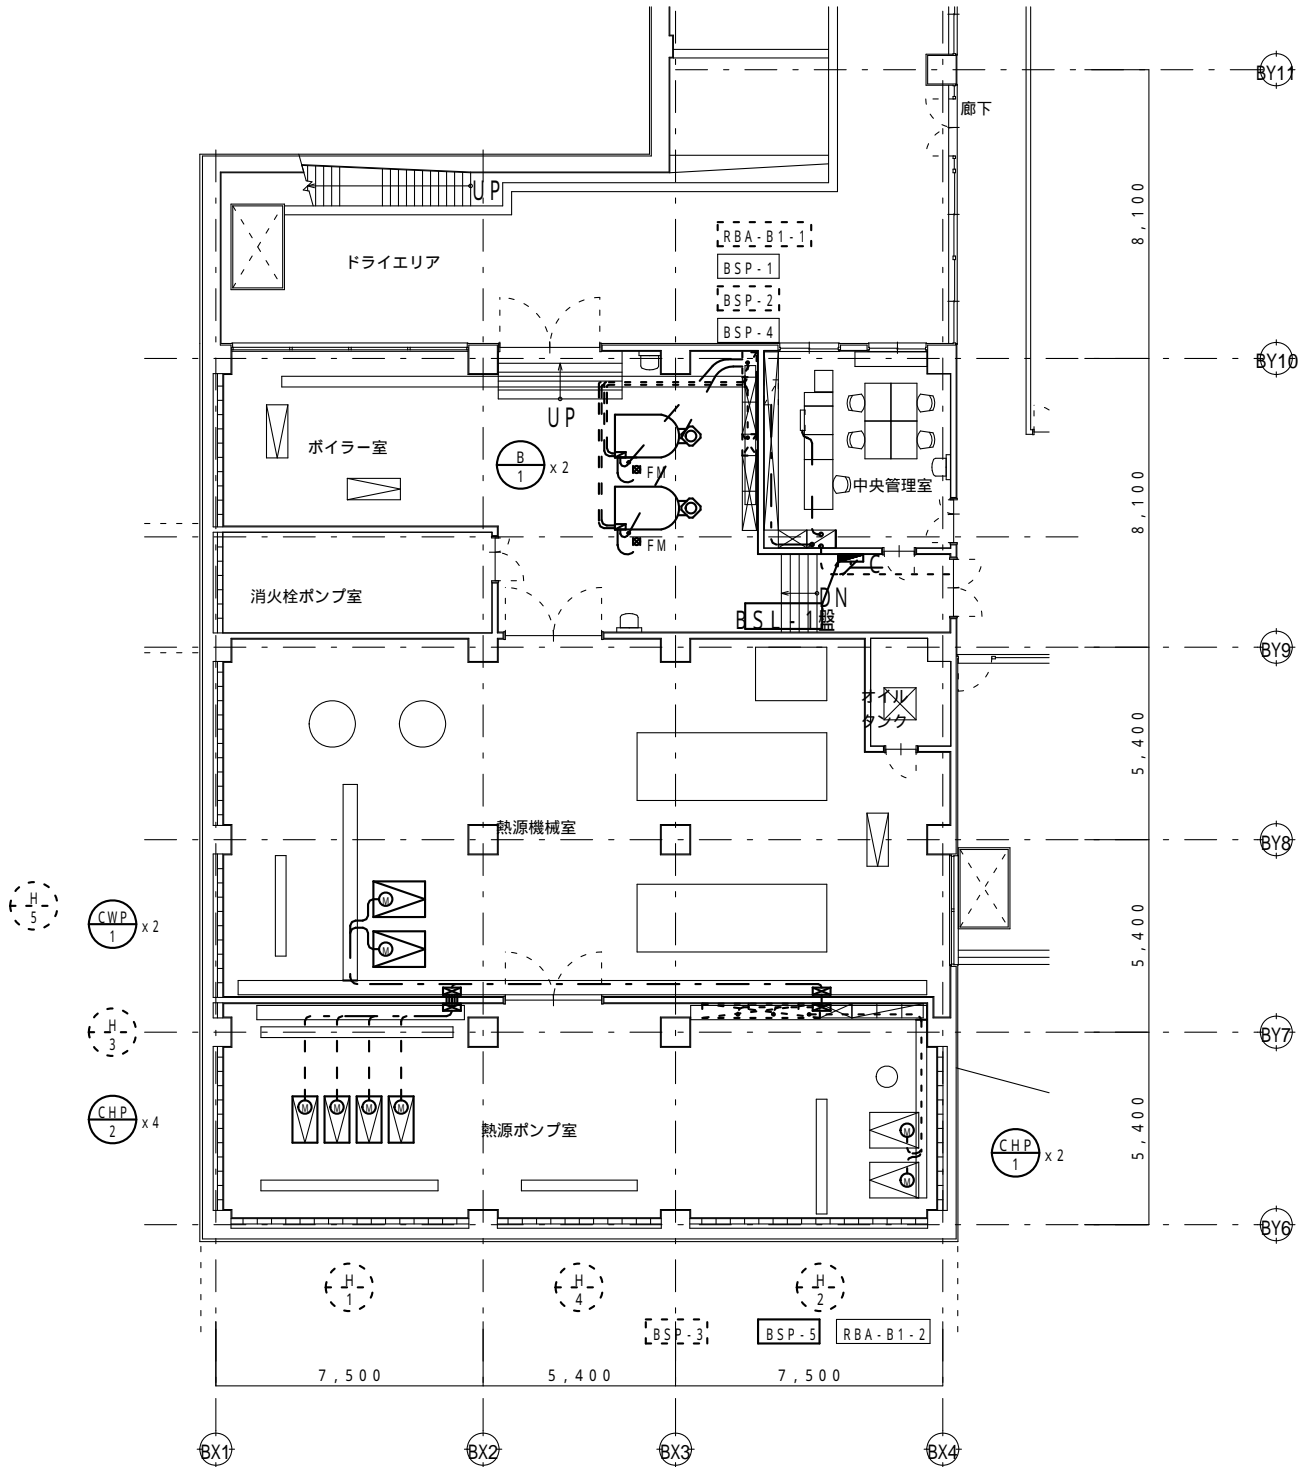 BY11
廊下
8,100
UP
RBA-B1-1
ドライエリア
BSP-1
BSP-2
BSP-4
BY10
UP
ボイラー室
B
1
x2
FM
中央管理室
8,100
FM
C
消火栓ポンプ室
DN
BSL-1盤
BY9
オイル
タンク
5,400
熱源機械室
BY8
H
5
CWP
1
x2
M
M
5,400
H
3
BY7
CHP
2
x4
M
M
M
M
熱源ポンプ室
M
M
CHP
1
x2
5,400
BY6
H
1
H
4
H
2
BSP-3
BSP-5
RBA-B1-2
7,500
5,400
7,500
BX1
BX2
BX3
BX4